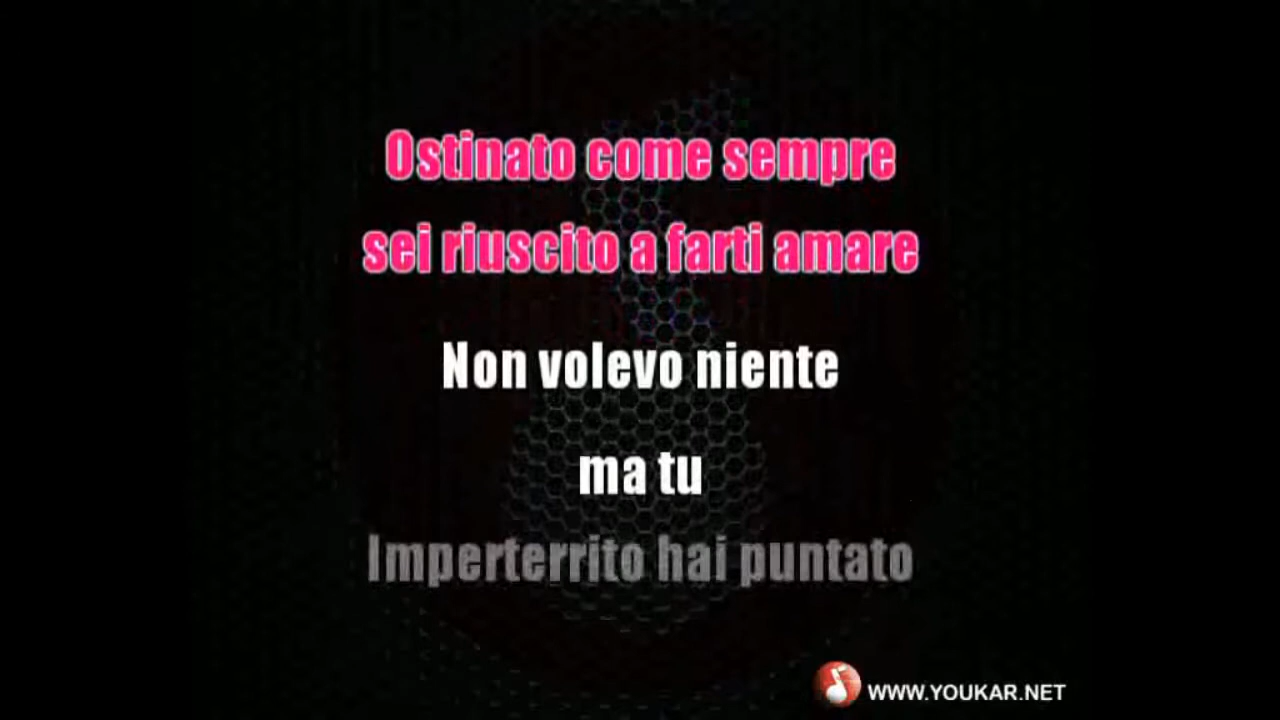 Ostinato come sempre
sei riuscito a farti amare
Non volevo niente
ma tu
Imperterrito hai puntato
WWW.YOUKAR.NET